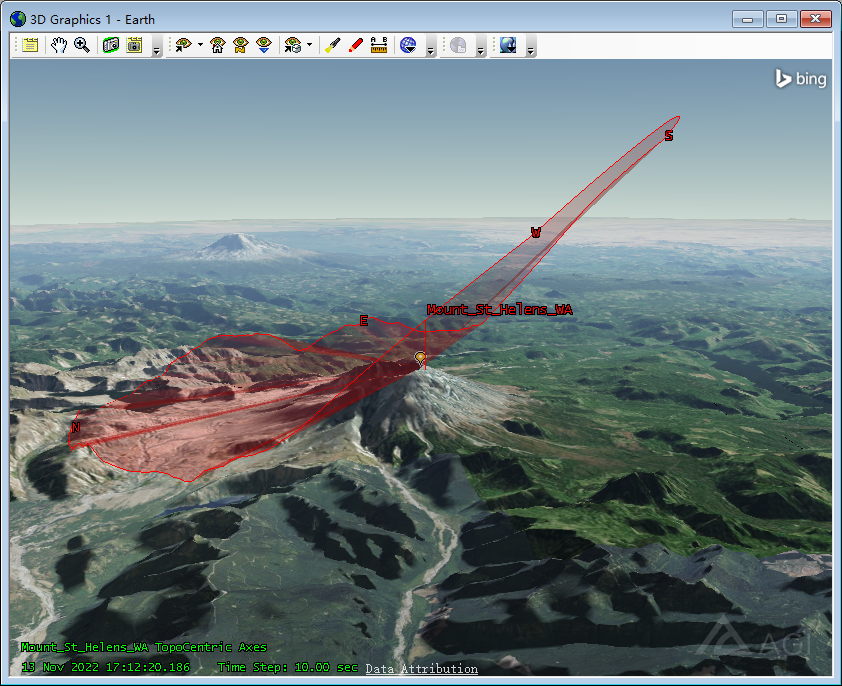 3D Graphics 1 - Earth
A B
bing
S
W
Mount_St_Helens_WA
E
N
AGI
Mount_St_Helens_WA TopoCentric Axes
13 Nov 2022 17:12:20.186 Time Step: 10.00 sec Data Attribution